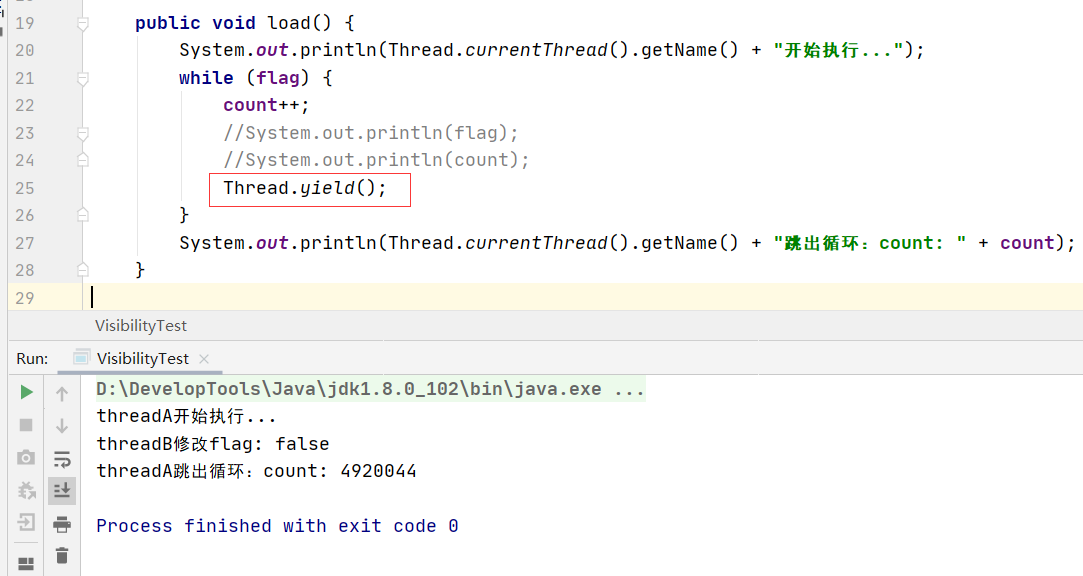 19 public void load() {
20 System.out.println(Thread.currentThread().getName() + "开始执行...");
21 while (flag) {
22 count++;
23 //System.out.println(flag);
24 //System.out.println(count);
25 Thread.yield();
26 }
27 System.out.println(Thread.currentThread().getName() + "跳出循环：count: " + count);
28 }
29
VisibilityTest
Run: VisibilityTest ×
D:\DevelopTools\Java\jdk1.8.0_102\bin\java.exe ...
threadA开始执行...
threadB修改flag: false
threadA跳出循环：count: 4920044
Process finished with exit code 0